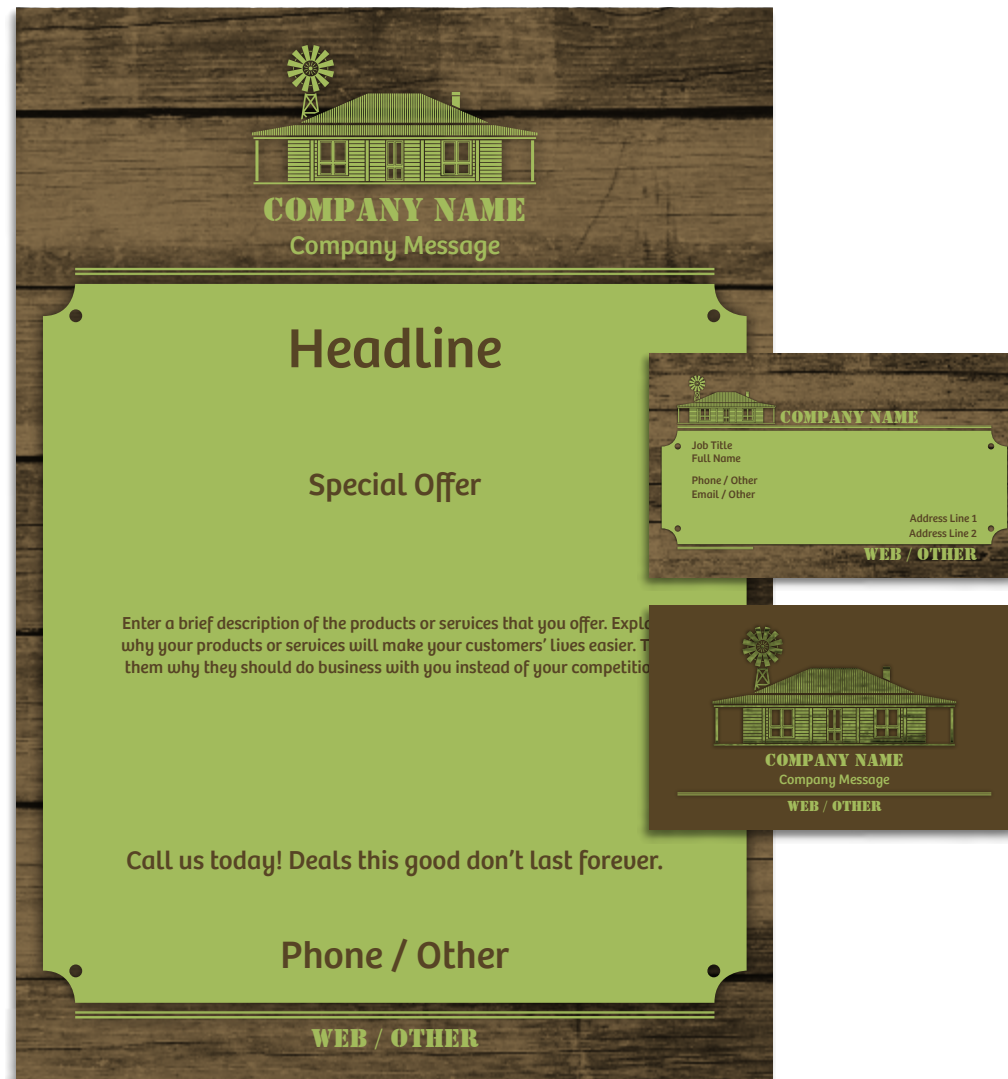 COMPANY NAME
Company Message
Headline
Special Offer
Enter a brief description of the products or services that you offer.
why your products or services will make your customers’ lives easier.
them why they should do business with you instead of your
Call us today! Deals this good don’t last forever.
Phone / Other
WEB / OTHER
COMPANY NAME
Job Title
Full Name
Phone / Other
Email / Other
Address Line 1
Address Line 2
WEB / OTHER
COMPANY NAME
Company Message
WEB / OTHER